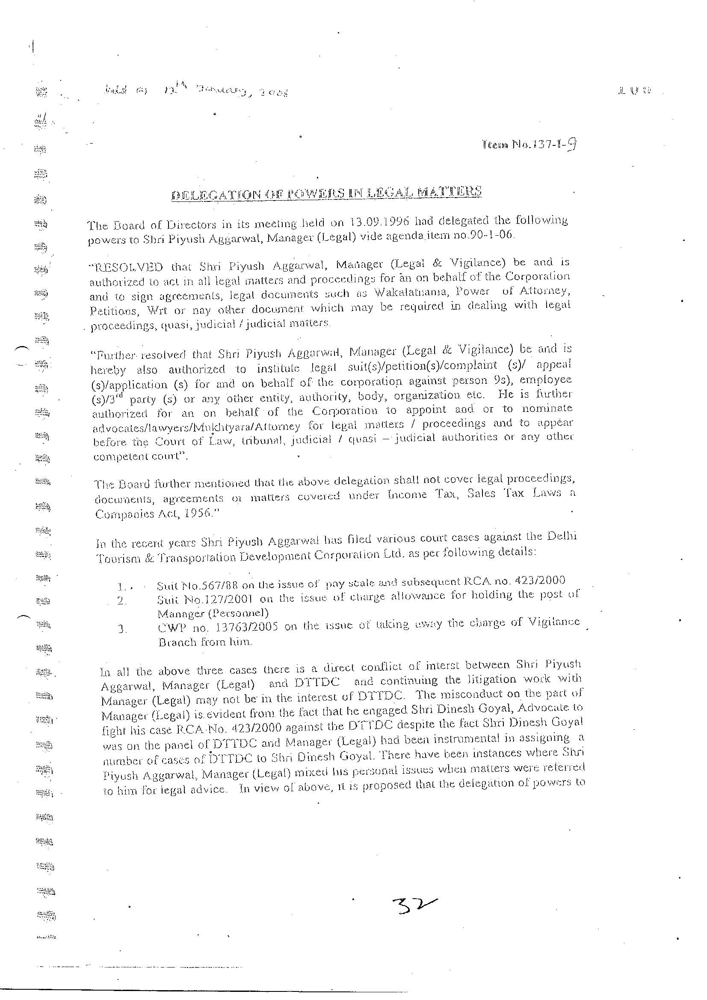 Held on 13th January, 2006
Item No.137-1-9
DELEGATION OF POWERS IN LEGAL MATTERS
The Board of Directors in its meeting held on 13.09.1996 had delegated the following
powers to Shri Piyush Aggarwal, Manager (Legal) vide agenda item no.90-1-06.
“RESOLVED that Shri Piyush Aggarwal, Manager (Legal & Vigilance) be and is
authorized to act in all legal matters and proceedings for an on behalf of the Corporation
and to sign agreements, legal documents such as Wakalatnama, Power of Attorney,
Petitions, Wrt or nay other document which may be required in dealing with legal
proceedings, quasi, judicial / judicial matters.
“Further resolved that Shri Piyush Aggarwal, Manager (Legal & Vigilance) be and is
hereby also authorized to institute legal suit(s)/petition(s)/complaint (s)/ appeal
(s)/application (s) for and on behalf of the corporation against person 9s), employee
(s)/3rd party (s) or any other entity, authority, body, organization etc. He is further
authorized for an on behalf of the Corporation to appoint and or to nominate
advocates/lawyers/Mukhtyara/Attorney for legal matters / proceedings and to appear
before the Court of Law, tribunal, judicial / quasi – judicial authorities or any other
competent court”.
The Board further mentioned that the above delegation shall not cover legal proceedings,
documents, agreements or matters covered under Income Tax, Sales Tax Laws a
Companies Act, 1956.”
In the recent years Shri Piyush Aggarwal has filed various court cases against the Delhi
Tourism & Transportation Development Corporation Ltd. as per following details:
1. Suit No.567/88 on the issue of pay scale and subsequent RCA no. 423/2000
2. Suit No.127/2001 on the issue of charge allowance for holding the post of
Manager (Personnel)
3. CWP no. 13763/2005 on the issue of taking away the charge of Vigilance
Branch from him.
In all the above three cases there is a direct conflict of interst between Shri Piyush
Aggarwal, Manager (Legal) and DTTDC and continuing the litigation work with
Manager (Legal) may not be in the interest of DTTDC. The misconduct on the part of
Manager (Legal) is evident from the fact that he engaged Shri Dinesh Goyal, Advocate to
fight his case RCA No. 423/2000 against the DTTDC despite the fact Shri Dinesh Goyal
was on the panel of DTTDC and Manager (Legal) had been instrumental in assigning a
number of cases of DTTDC to Shri Dinesh Goyal. There have been instances where Shri
Piyush Aggarwal, Manager (Legal) mixed his personal issues when matters were referred
to him for legal advice. In view of above, it is proposed that the delegation of powers to
32